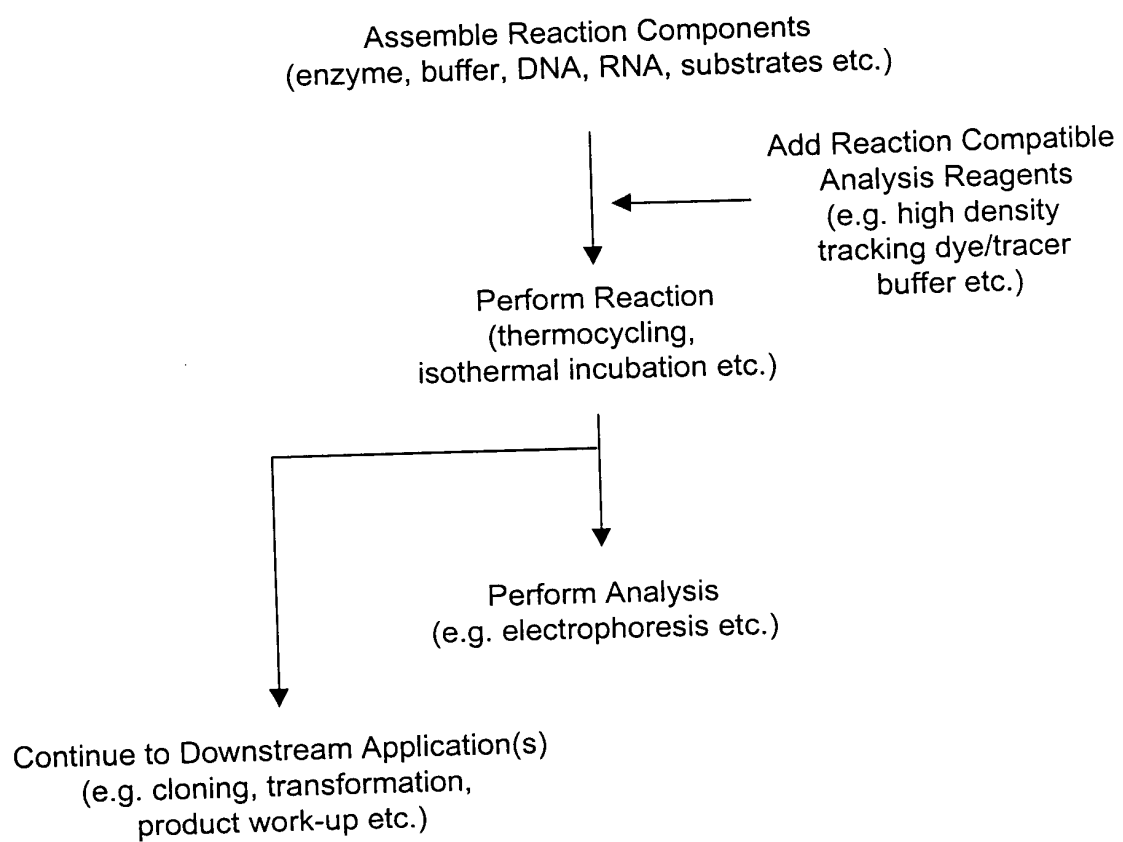 Assemble Reaction Components
(enzyme, buffer, DNA, RNA, substrates etc.)
Add Reaction Compatible
Analysis Reagents
(e.g. high density
tracking dye/tracer
buffer etc.)
Perform Reaction
(thermocycling,
isothermal incubation etc.)
Perform Analysis
(e.g. electrophoresis etc.)
Continue to Downstream Application(s)
(e.g. cloning, transformation,
product work-up etc.)